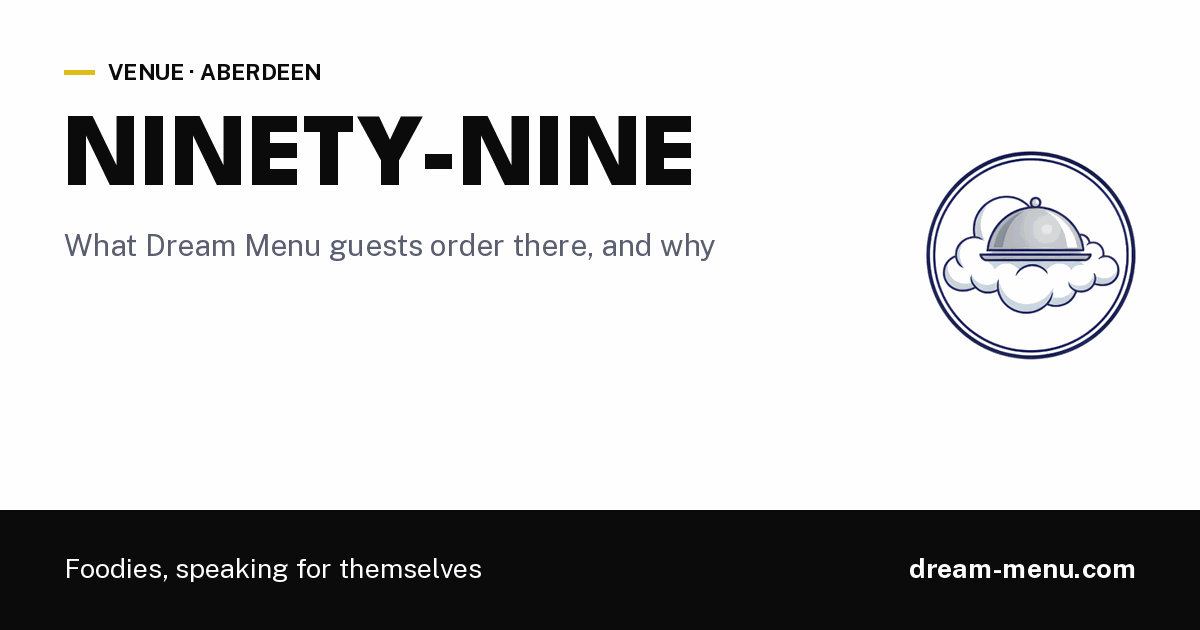 VENUE · ABERDEEN
NINETY-NINE
What Dream Menu guests order there, and why
Foodies, speaking for themselves
dream-menu.com